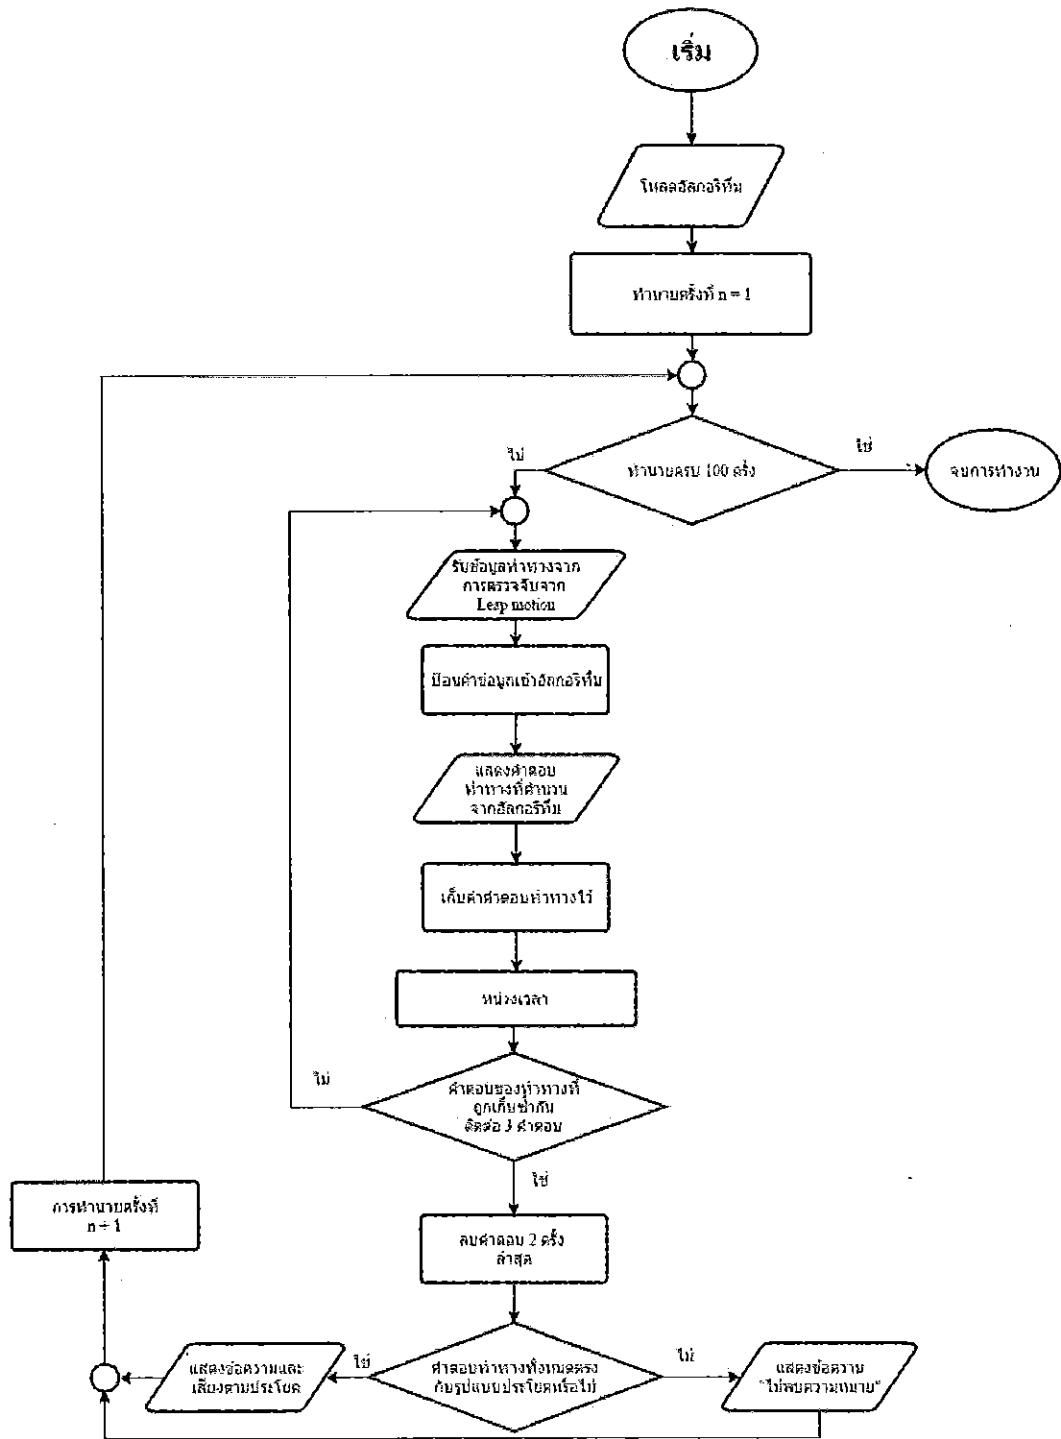 เริ่ม
โหลดอัลกอริทึ่ม
ทำนายครั้งที่ n = 1
ทำนายครบ 100 ครั้ง
ไม่
ใช่
จบการทำงาน
รับข้อมูลท่าทางจาก
การตรวจจับจาก
Leap motion
ป้อนค่าข้อมูลเข้าอัลกอริทึ่ม
แสดงคำตอบ
ท่าทางที่คำนวน
จากอัลกอริทึ่ม
เก็บค่าคำตอบท่าทางไว้
หน่วงเวลา
คำตอบของท่าทางที่
ถูกเก็บซ้ำกัน
ติดต่อ 3 คำตอบ
ไม่
ใช่
การทำนายครั้งที่
n + 1
ลบคำตอบ 2 ครั้ง
ล่าสุด
คำตอบท่าทางทั้งหมดตรง
กับรูปแบบประโยคหรือไม่
ใช่
ไม่
แสดงข้อความและ
เสียงตามประโยค
แสดงข้อความ
"ไม่พบความหมาย"